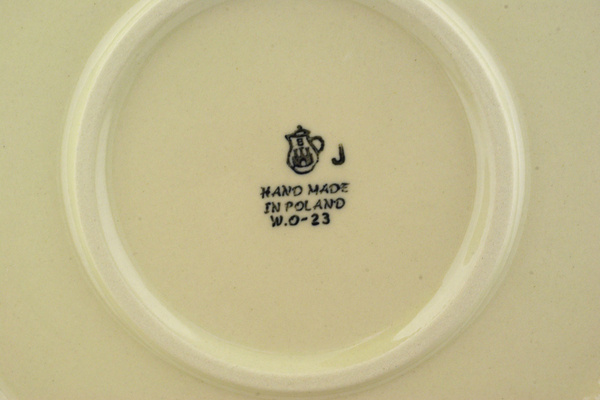 B
J
HAND MADE
IN POLAND
W.O-23